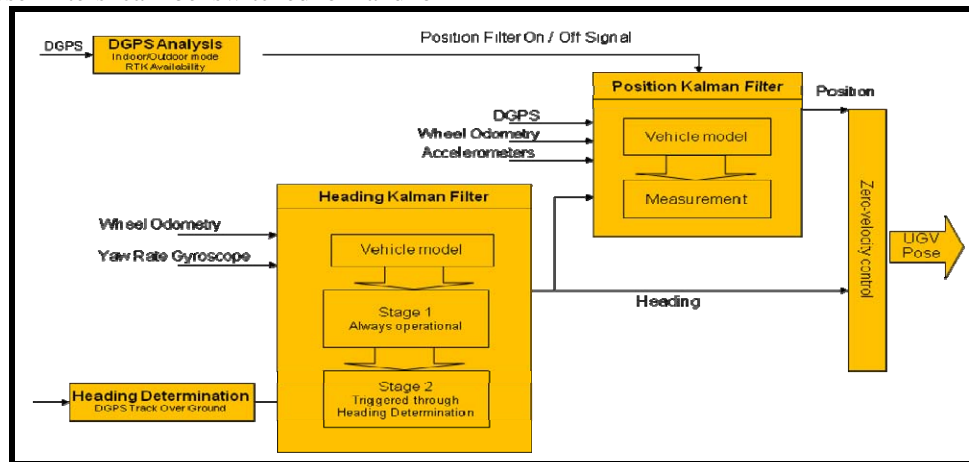 DGPS
DGPS Analysis
Indoor/Outdoor mode
RTK Availability
Position Filter On / Off Signal
Position Kalman Filter
Position
DGPS
Wheel Odometry
Accelerometers
Vehicle model
Measurement
Heading Kalman Filter
Wheel Odometry
Yaw Rate Gyroscope
Vehicle model
Stage 1
Always operational
Stage 2
Triggered through
Heading Determination
Heading
Heading Determination
DGPS Track Over Ground
Zero-velocity control
UGV
Pose